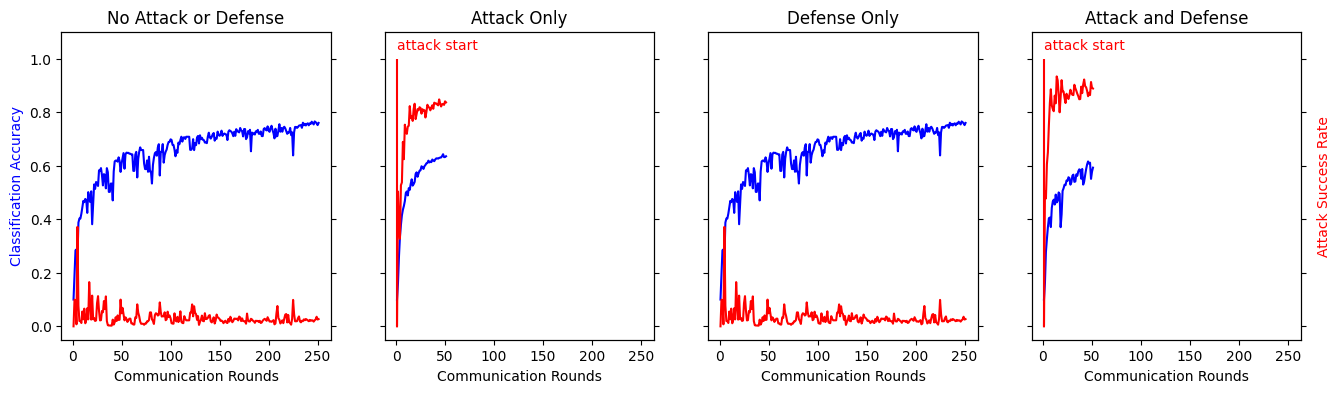 No Attack or Defense
Attack Only
Defense Only
Attack and Defense
attack start
attack start
Classification Accuracy
1.0
0.8
0.6
0.4
0.2
0.0
Attack Success Rate
0 50 100 150 200 250
0 50 100 150 200 250
0 50 100 150 200 250
0 50 100 150 200 250
Communication Rounds
Communication Rounds
Communication Rounds
Communication Rounds